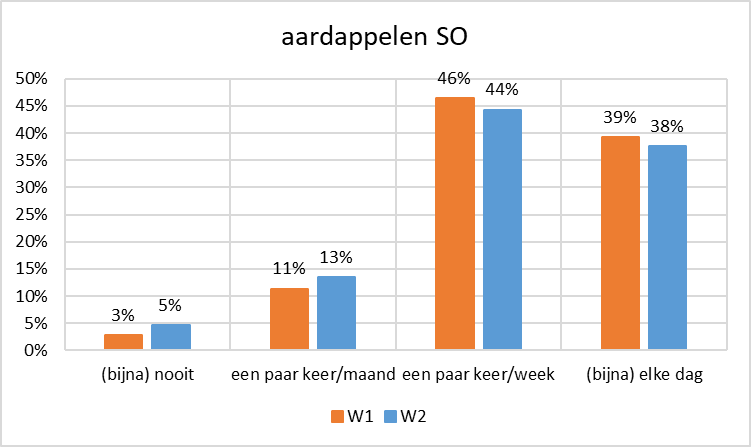 aardappelen SO
50%
45%
40%
35%
30%
25%
20%
15%
10%
5%
0%
3% 5% 11% 13% 46% 44% 39% 38%
(bijna) nooit een paar keer/maand een paar keer/week (bijna) elke dag
W1 W2